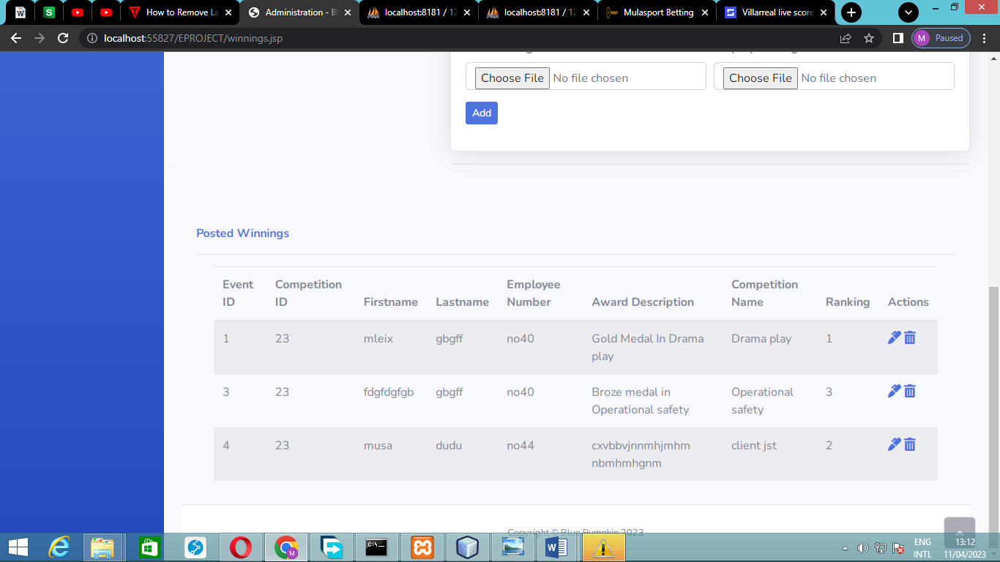 How to Remove La
Administration - Bl
localhost:8181 / 12
localhost:8181 / 12
Mulasport Betting
Villarreal live score
localhost:55827/EPROJECT/winnings.jsp
M Paused
Choose File No file chosen
Choose File No file chosen
Add
Posted Winnings
Event ID
Competition ID
Firstname
Lastname
Employee Number
Award Description
Competition Name
Ranking
Actions
1 23 mleix gbgff no40 Gold Medal In Drama play Drama play 1
3 23 fdgfdgfgb gbgff no40 Broze medal in Operational safety Operational safety 3
4 23 musa dudu no44 cxvbbvjnnmhjmhm nbmhmhgnm client jst 2
Copyright © Blue Pumpkin 2023
ENG
INTL
13:12
11/04/2023